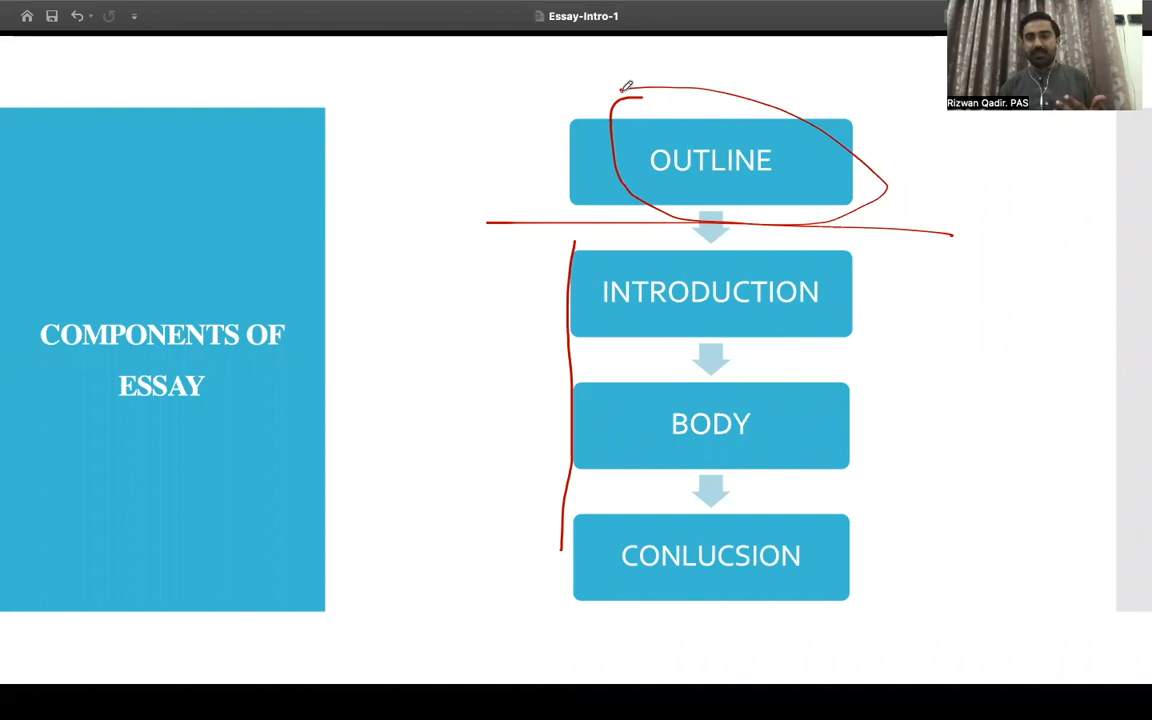 Essay-Intro-1
Rizwan Qadir. PAS
COMPONENTS OF
ESSAY
OUTLINE
INTRODUCTION
BODY
CONLUCSION